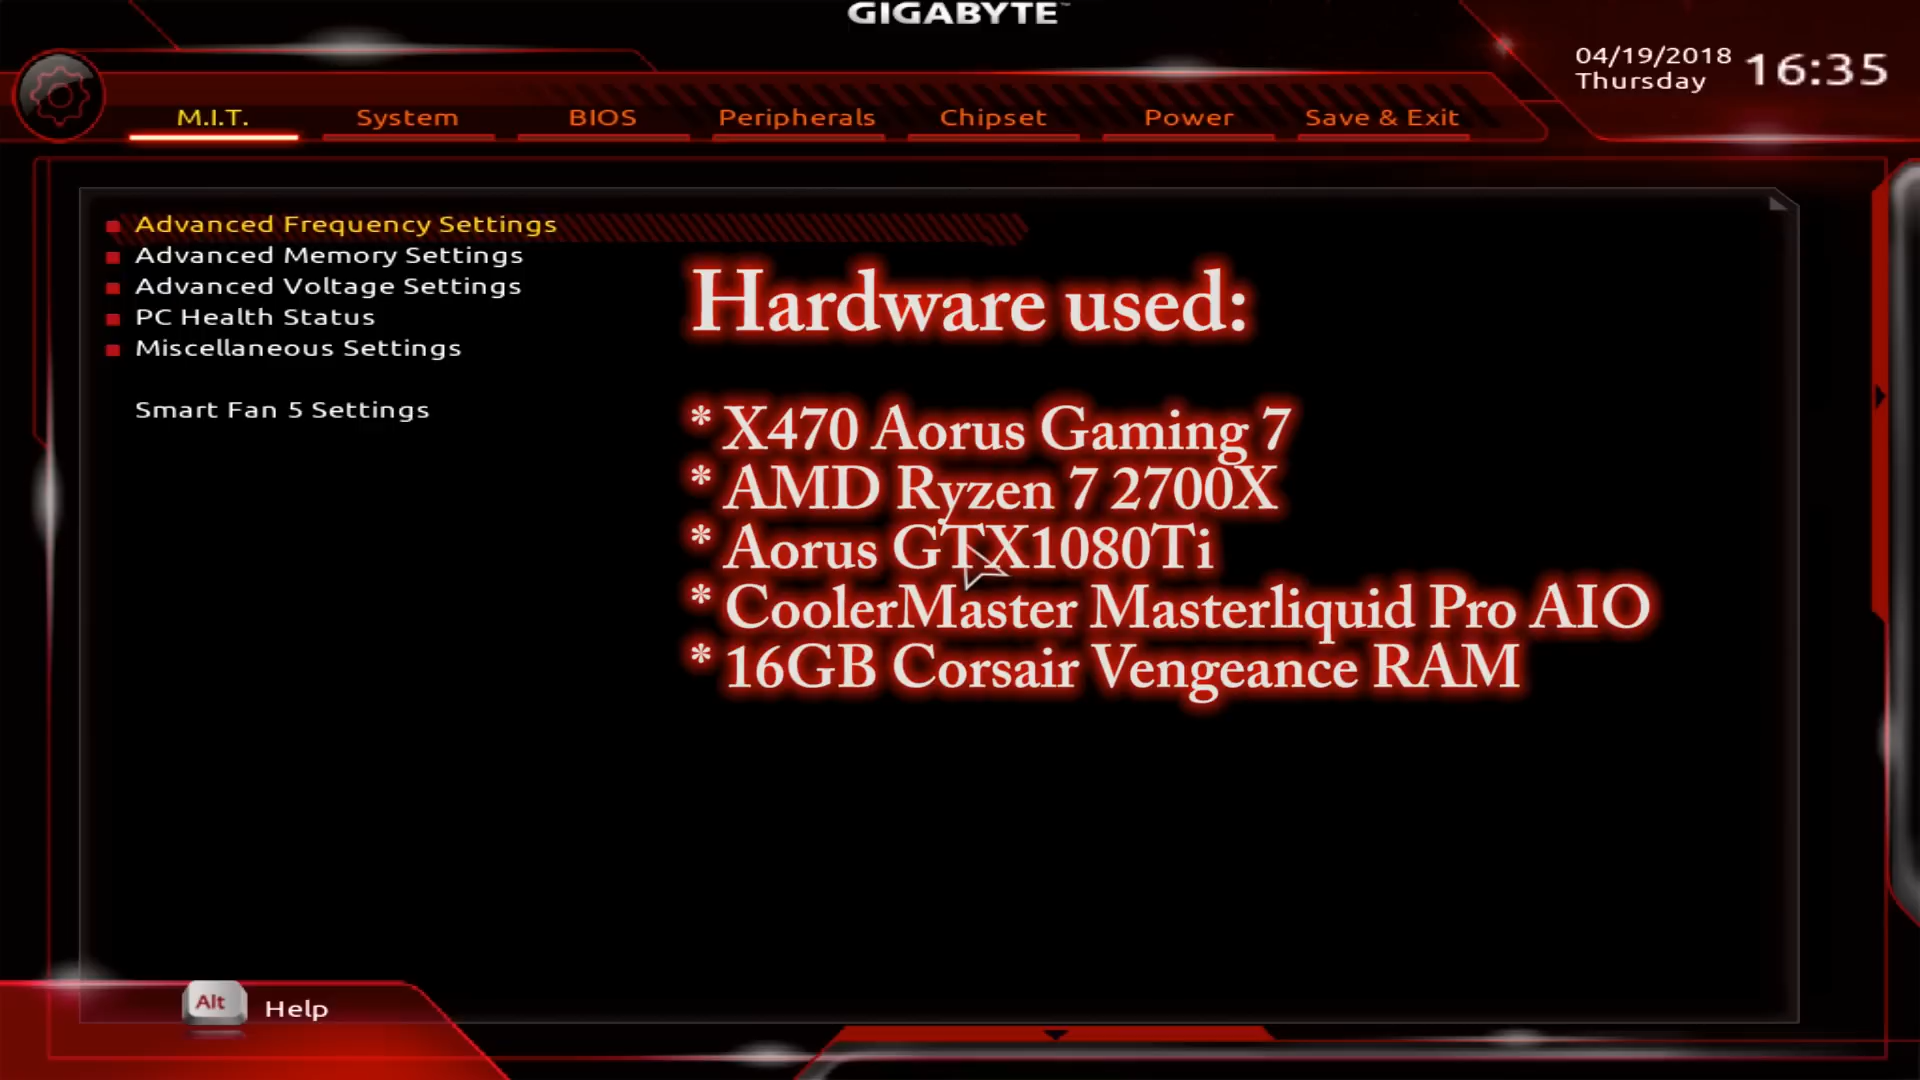 GIGABYTE™
04/19/2018
Thursday
16:35
M.I.T. System BIOS Peripherals Chipset Power Save & Exit
Advanced Frequency Settings
Advanced Memory Settings
Advanced Voltage Settings
PC Health Status
Miscellaneous Settings
Smart Fan 5 Settings
Hardware used:
* X470 Aorus Gaming 7
* AMD Ryzen 7 2700X
* Aorus GTX1080Ti
* CoolerMaster Masterliquid Pro AIO
* 16GB Corsair Vengeance RAM
Alt Help